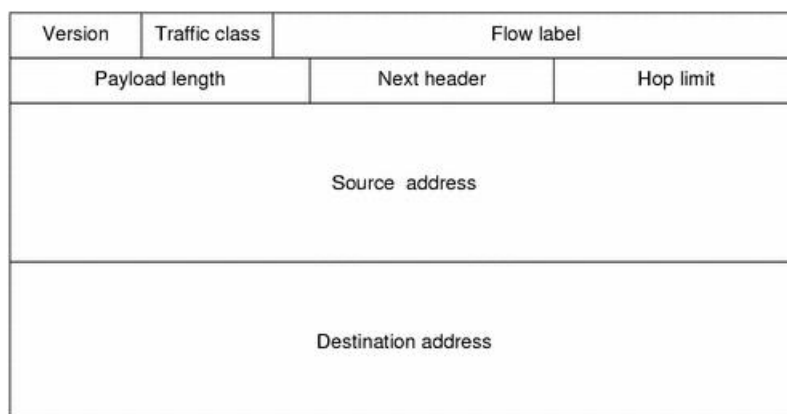 Version Traffic class Flow label
Payload length Next header Hop limit
Source address
Destination address